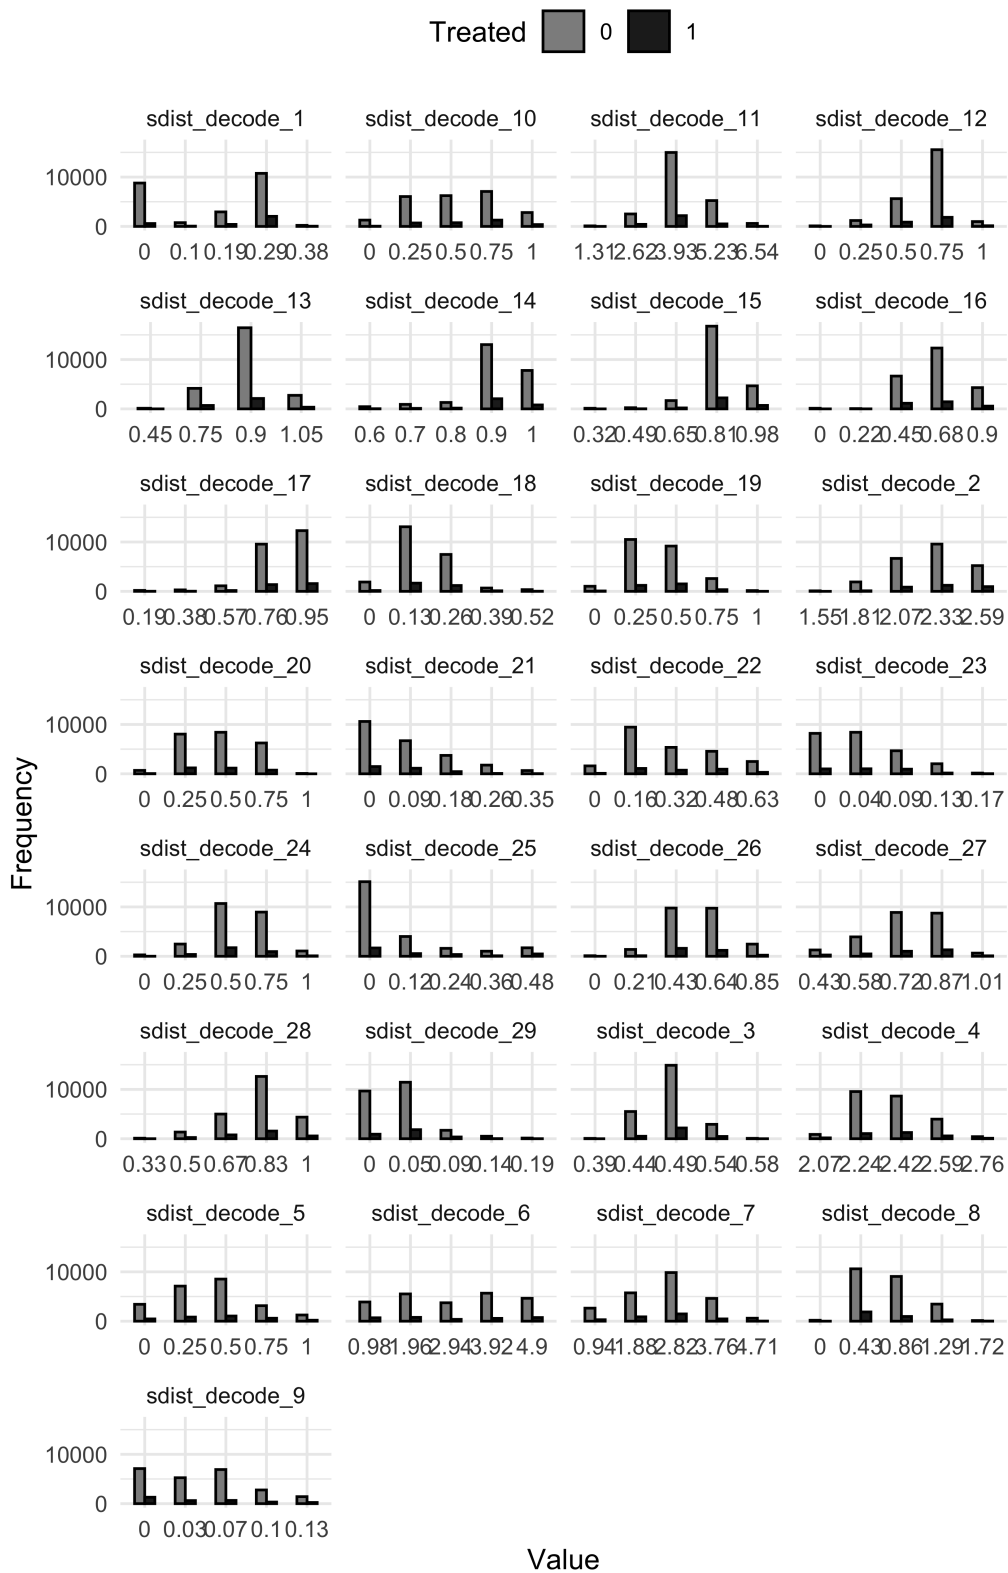 Treated 0 1
sdist_decode_1 sdist_decode_10 sdist_decode_11 sdist_decode_12
10000
0
0 0.1 0.19 0.29 0.38 0 0.25 0.5 0.75 1 1.31 2.62 3.93 5.23 6.54 0 0.25 0.5 0.75 1
sdist_decode_13 sdist_decode_14 sdist_decode_15 sdist_decode_16
10000
0
0.45 0.75 0.9 1.05 0.6 0.7 0.8 0.9 1 0.32 0.49 0.65 0.81 0.98 0 0.22 0.45 0.68 0.9
sdist_decode_17 sdist_decode_18 sdist_decode_19 sdist_decode_2
10000
0
0.19 0.38 0.57 0.76 0.95 0 0.13 0.26 0.39 0.52 0 0.25 0.5 0.75 1 1.55 1.81 2.07 2.33 2.59
sdist_decode_20 sdist_decode_21 sdist_decode_22 sdist_decode_23
10000
0
0 0.25 0.5 0.75 1 0 0.09 0.18 0.26 0.35 0 0.16 0.32 0.48 0.63 0 0.04 0.09 0.13 0.17
Frequency
sdist_decode_24 sdist_decode_25 sdist_decode_26 sdist_decode_27
10000
0
0 0.25 0.5 0.75 1 0 0.12 0.24 0.36 0.48 0 0.21 0.43 0.64 0.85 0.43 0.58 0.72 0.87 1.01
sdist_decode_28 sdist_decode_29 sdist_decode_3 sdist_decode_4
10000
0
0.33 0.5 0.67 0.83 1 0 0.05 0.09 0.14 0.19 0.39 0.44 0.49 0.54 0.58 2.07 2.24 2.42 2.59 2.76
sdist_decode_5 sdist_decode_6 sdist_decode_7 sdist_decode_8
10000
0
0 0.25 0.5 0.75 1 0.98 1.96 2.94 3.92 4.9 0.94 1.88 2.82 3.76 4.71 0 0.43 0.86 1.29 1.72
sdist_decode_9
10000
0
0 0.03 0.07 0.1 0.13
Value